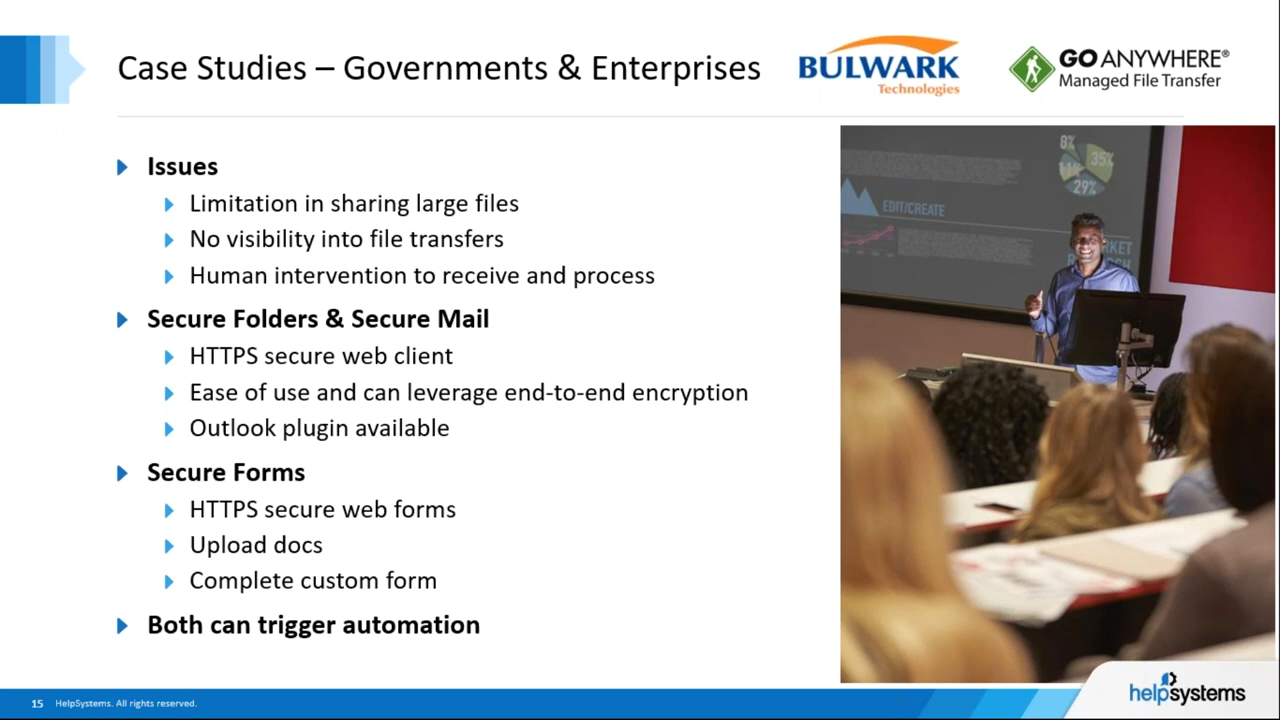 Case Studies – Governments & Enterprises
BULWARK
Technologies
GO ANYWHERE®
Managed File Transfer
Issues
Limitation in sharing large files
No visibility into file transfers
Human intervention to receive and process
Secure Folders & Secure Mail
HTTPS secure web client
Ease of use and can leverage end-to-end encryption
Outlook plugin available
Secure Forms
HTTPS secure web forms
Upload docs
Complete custom form
Both can trigger automation
8%
35%
29%
EDIT/CREATE
15 HelpSystems. All rights reserved.
helpsystems